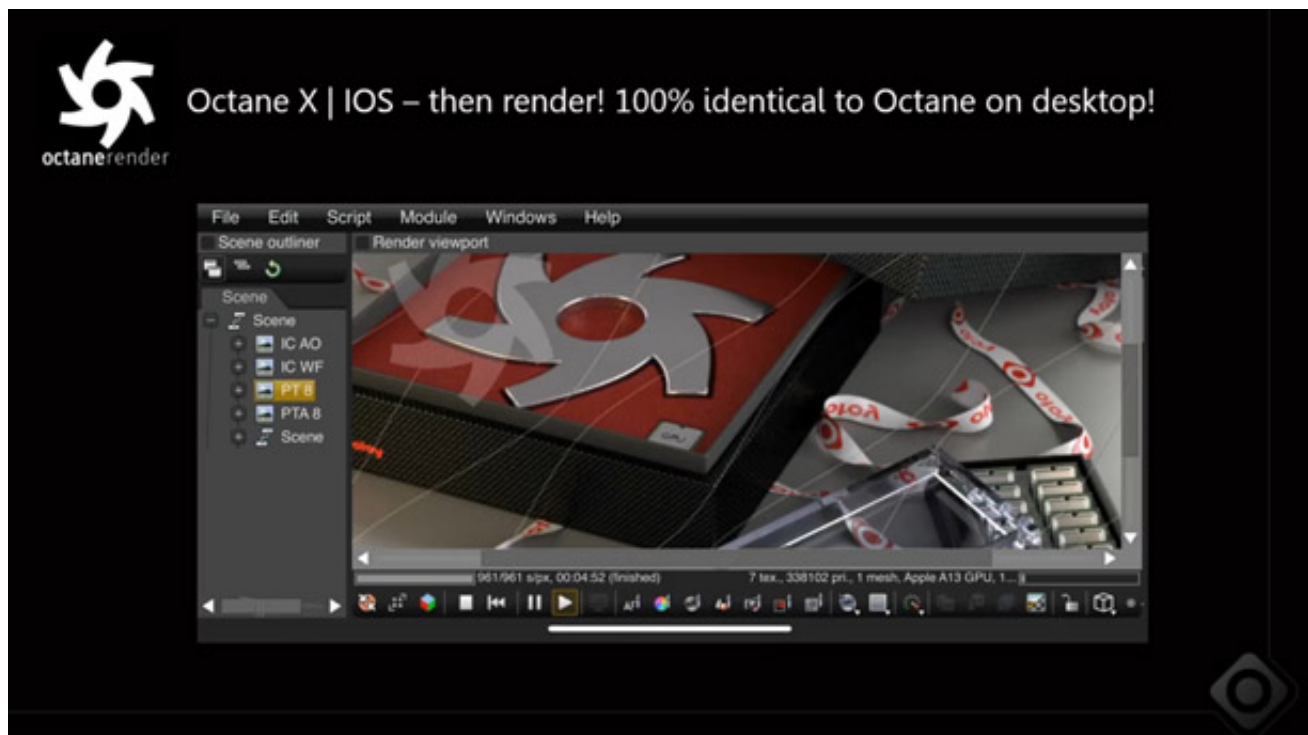 Octane X | IOS – then render! 100% identical to Octane on desktop!
octanerender
File Edit Script Module Windows Help
Scene outliner
Render viewport
Scene
Scene
IC AO
IC WF
PT 8
PTA 8
Scene
GPU
961/961 s/px, 00:04:52 (finished)
7 tex., 338102 pri., 1 mesh, Apple A13 GPU, 1...